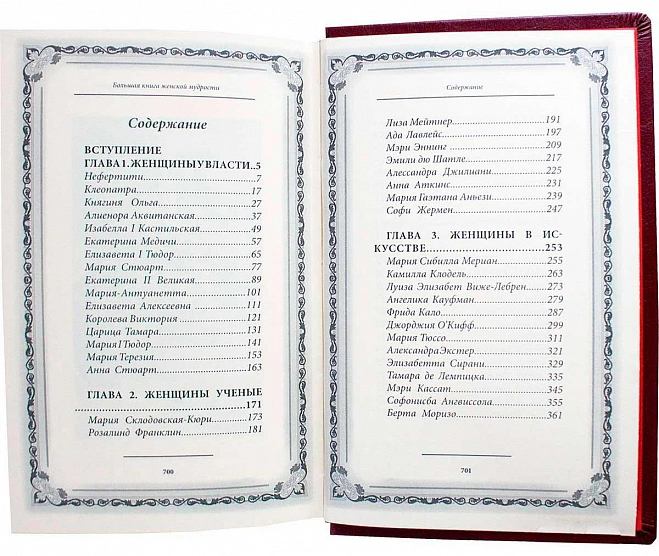 Большая книга женской мудрости
Содержание
ВСТУПЛЕНИЕ
ГЛАВА 1. ЖЕНЩИНЫ У ВЛАСТИ..5
Нефертити.....7
Клеопатра.....17
Княгиня Ольга.....27
Алиенора Аквитанская.....37
Изабелла I Кастильская.....49
Екатерина Медичи.....57
Елизавета I Тюдор.....65
Мария Стюарт.....77
Екатерина II Великая.....89
Мария-Антуанетта.....101
Елизавета Алексеевна.....111
Королева Виктория.....121
Царица Тамара.....131
Мария I Тюдор.....141
Мария Терезия.....153
Анна Стюарт.....163
ГЛАВА 2. ЖЕНЩИНЫ УЧЕНЫЕ
.....171
Мария Склодовская-Кюри.....173
Розалинд Франклин.....181
700
Содержание
Лиза Мейтнер.....191
Ада Лавлейс.....197
Мэри Эннинг.....209
Эмили дю Шатле.....217
Алессандра Джилиани.....225
Анна Аткинс.....231
Мария Гаэтана Аньези.....239
Софи Жермен.....247
ГЛАВА 3. ЖЕНЩИНЫ В ИС-
КУССТВЕ.....253
Мария Сибилла Мериан.....255
Камилла Клодель.....263
Луиза Элизабет Виже-Лебрен.....273
Ангелика Кауфман.....279
Фрида Кало.....287
Джорджия О'Кифф.....299
Мария Тюссо.....311
Александра Экстер.....321
Элизабетта Сирани.....329
Тамара де Лемпицка.....335
Мэри Кассат.....345
Софонисба Ангвиссола.....355
Берта Моризо.....361
701